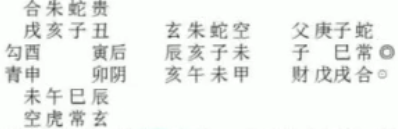 合朱蛇贵
戌亥子丑 玄朱蛇空 父庚子蛇
勾酉 寅后 辰亥子未 子 巳常◎
青申 卯阴 亥午未甲 财戊戌合○
未午巳辰
空虎常玄